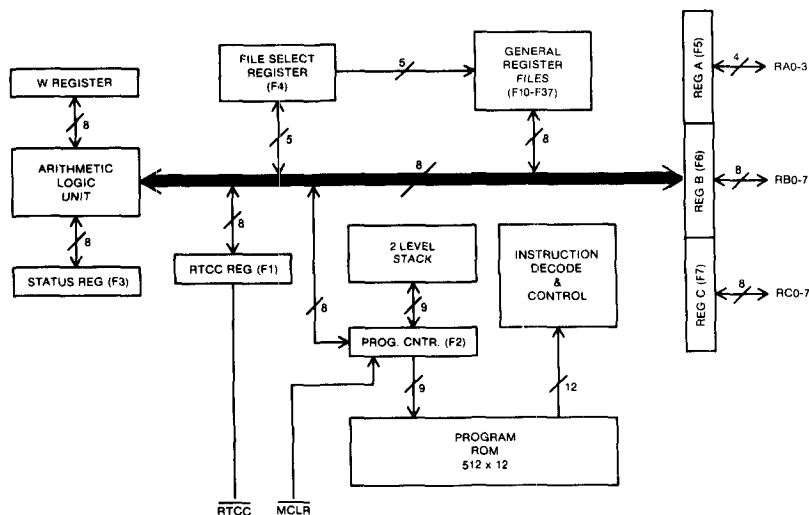 W REGISTER
8
ARITHMETIC
LOGIC
UNIT
8
STATUS REG (F3)
FILE SELECT
REGISTER
(F4)
5
5
GENERAL
REGISTER
FILES
(F10-F37)
8
8
8
RTCC REG (F1)
8
2 LEVEL
STACK
9
PROG. CNTR. (F2)
9
INSTRUCTION
DECODE
&
CONTROL
12
PROGRAM
ROM
512 x 12
RTCC
MCLR
REG A (F5)
4
RA0-3
REG B (F6)
8
RB0-7
REG C (F7)
8
RC0-7